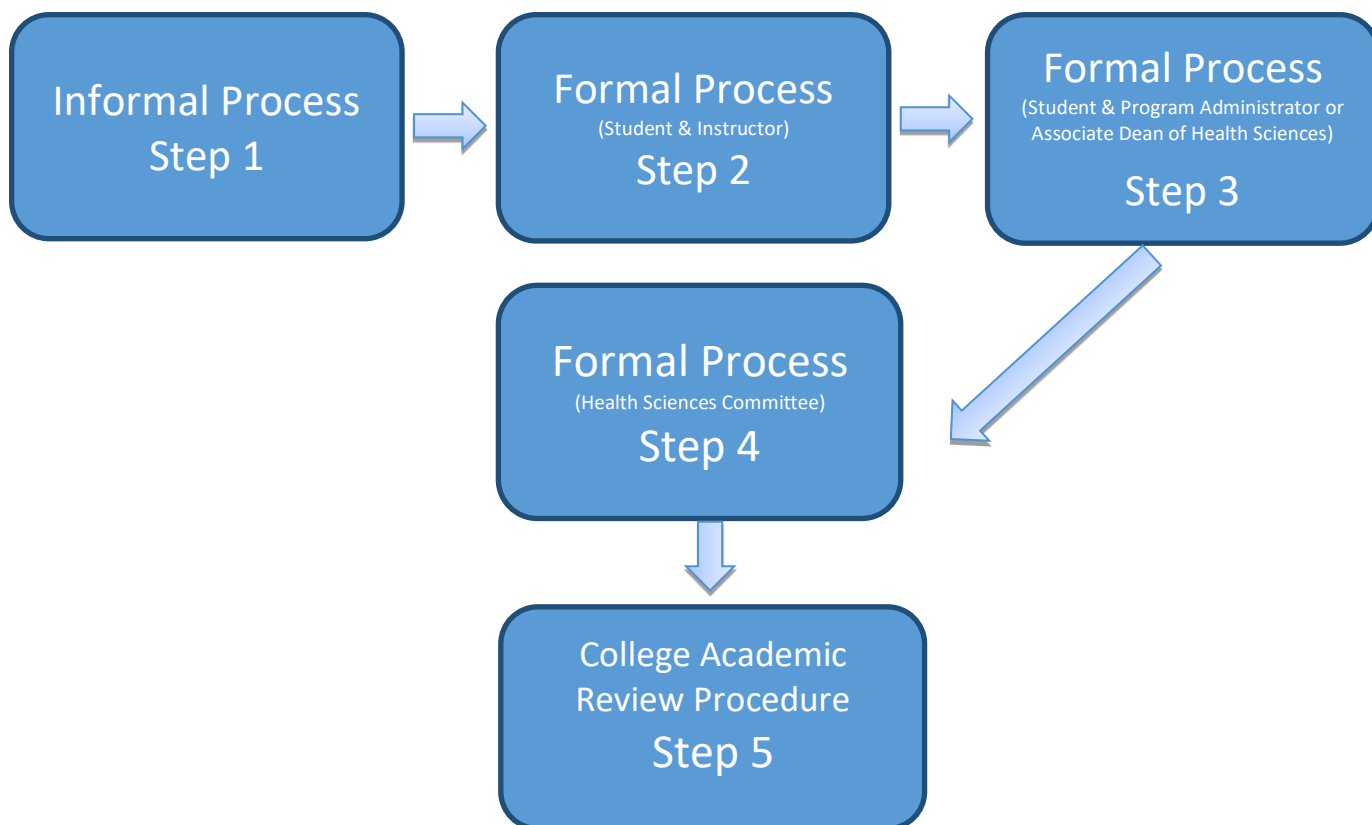 Informal Process
Step 1
Formal Process
(Student & Instructor)
Step 2
Formal Process
(Student & Program Administrator or
Associate Dean of Health Sciences)
Step 3
Formal Process
(Health Sciences Committee)
Step 4
College Academic
Review Procedure
Step 5